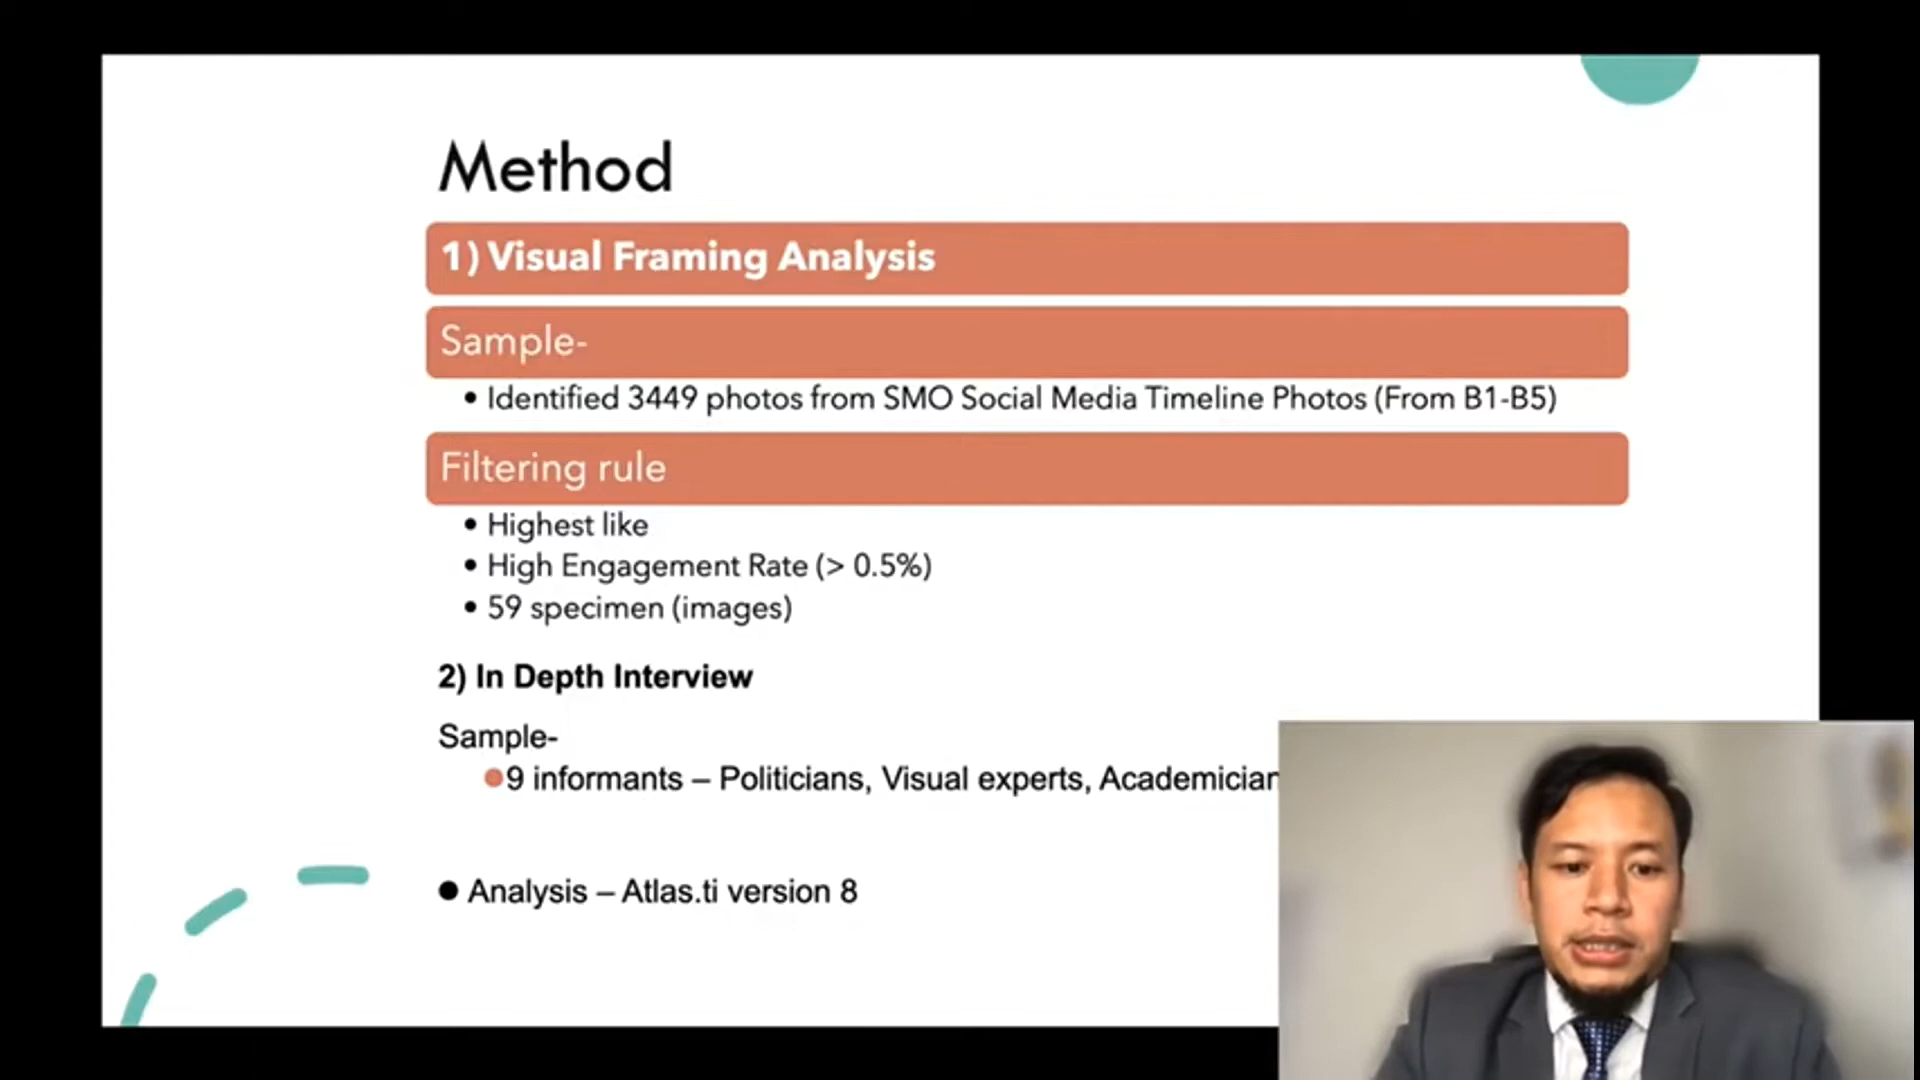 Method
1) Visual Framing Analysis
Sample-
• Identified 3449 photos from SMO Social Media Timeline Photos (From B1-B5)
Filtering rule
• Highest like
• High Engagement Rate (> 0.5%)
• 59 specimen (images)
2) In Depth Interview
Sample-
•9 informants – Politicians, Visual experts, Academician
• Analysis – Atlas.ti version 8